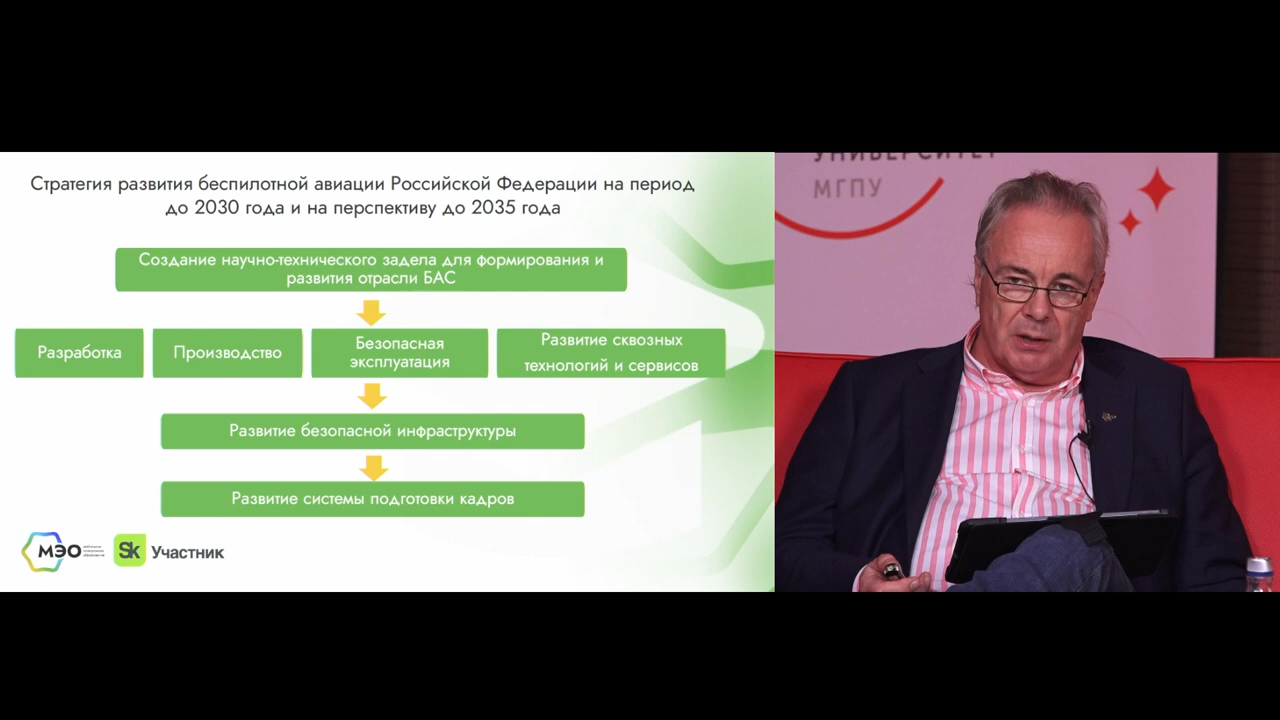 Стратегия развития беспилотной авиации Российской Федерации на период
до 2030 года и на перспективу до 2035 года
Создание научно-технического задела для формирования и
развития отрасли БАС
Разработка
Производство
Безопасная
эксплуатация
Развитие сквозных
технологий и сервисов
Развитие безопасной инфраструктуры
Развитие системы подготовки кадров
МЭО
Sk Участник
УНИВЕРСИТЕТ
МГПУ